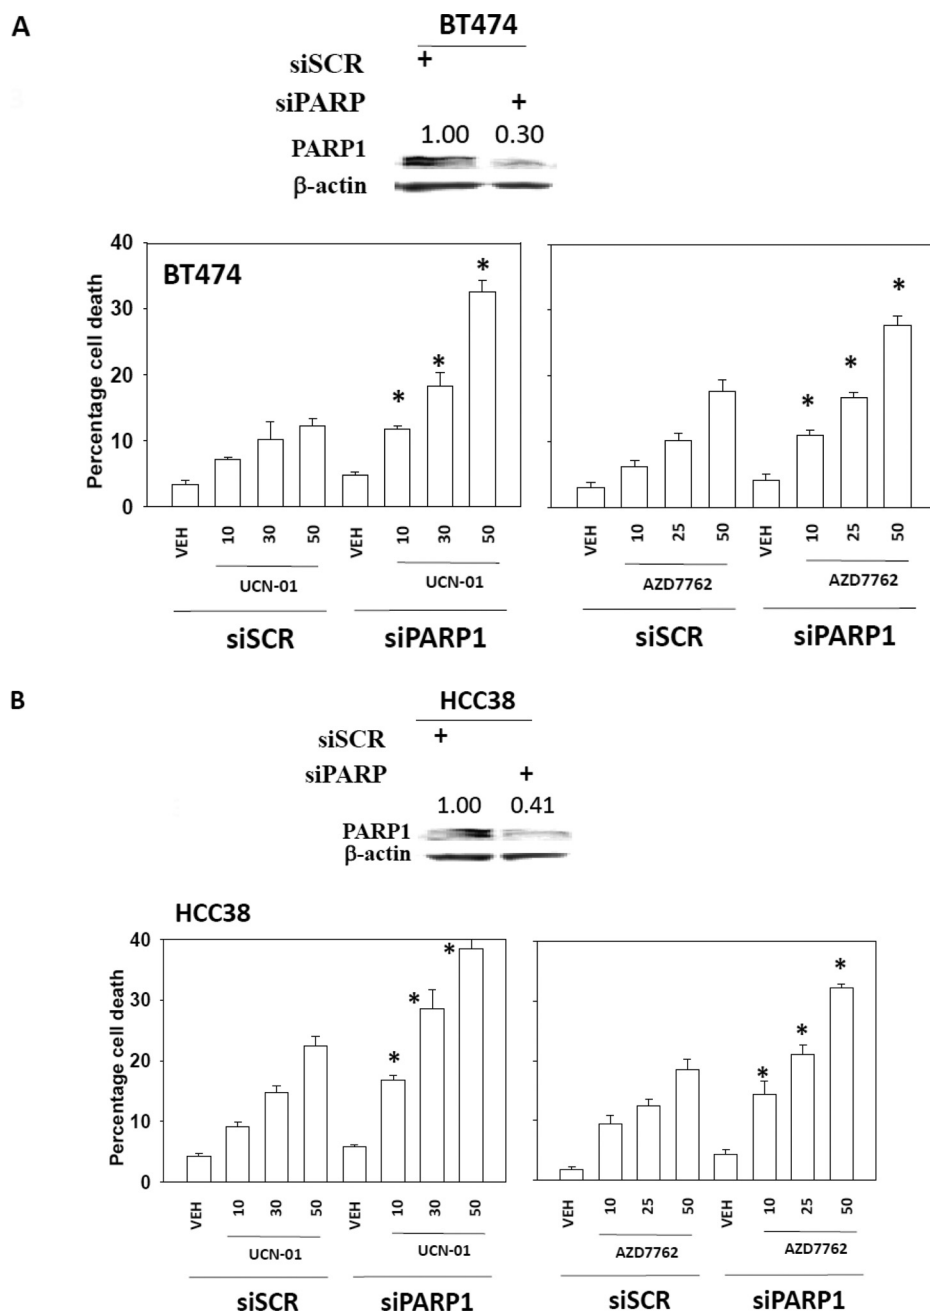 A
BT474
siSCR +
siPARP +
1.00 0.30
PARP1
β-actin
40
30
20
10
0
Percentage cell death
BT474
* * *
* * *
VEH 10 30 50 VEH 10 30 50
VEH 10 25 50 VEH 10 25 50
UCN-01 UCN-01 AZD7762 AZD7762
siSCR siPARP1 siSCR siPARP1
B
HCC38
siSCR +
siPARP +
1.00 0.41
PARP1
β-actin
HCC38
40
30
20
10
0
Percentage cell death
* * *
* * *
VEH 10 30 50 VEH 10 30 50
VEH 10 25 50 VEH 10 25 50
UCN-01 UCN-01 AZD7762 AZD7762
siSCR siPARP1 siSCR siPARP1